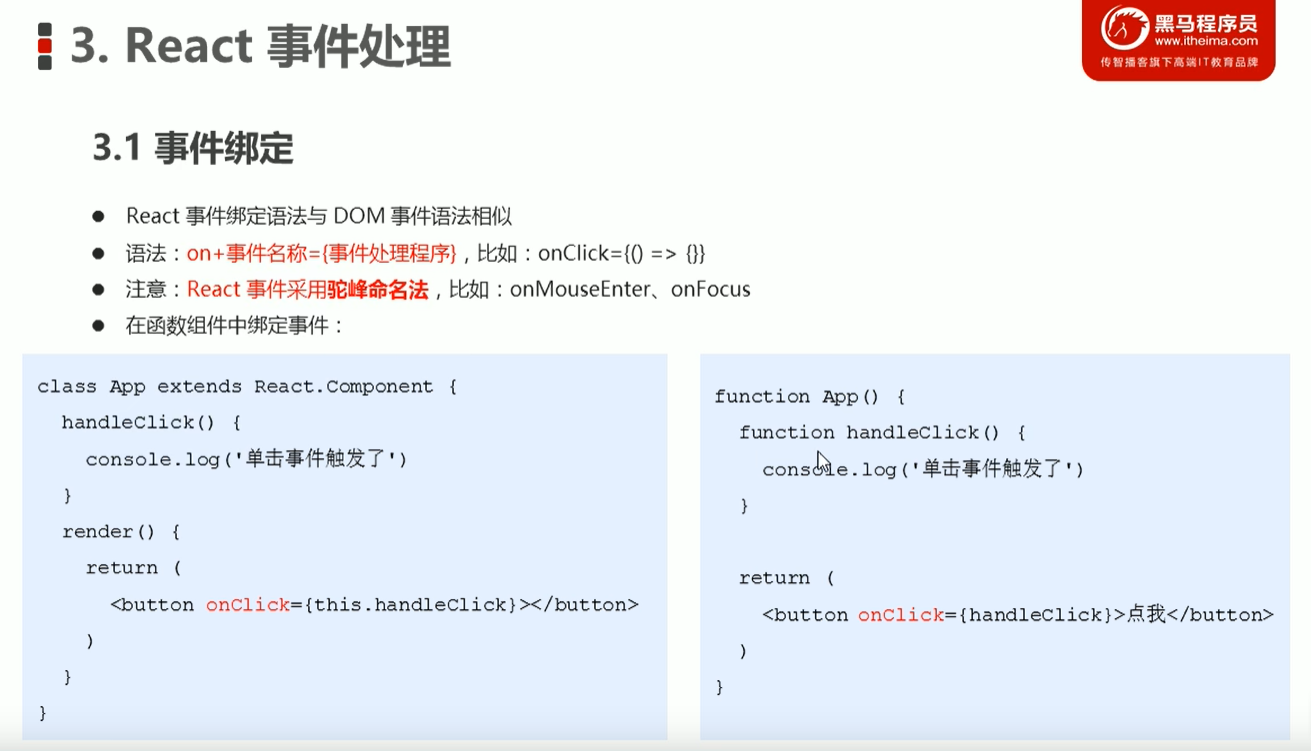 3. React 事件处理
黑马程序员
www.itheima.com
传智播客旗下高端IT教育品牌
3.1 事件绑定
● React 事件绑定语法与 DOM 事件语法相似
● 语法：on+事件名称={事件处理程序}，比如：onClick={() => {}}
● 注意：React 事件采用驼峰命名法，比如：onMouseEnter、onFocus
● 在函数组件中绑定事件：
class App extends React.Component {
  handleClick() {
    console.log('单击事件触发了')
  }
  render() {
    return (
      <button onClick={this.handleClick}></button>
    )
  }
}
function App() {
  function handleClick() {
    console.log('单击事件触发了')
  }
  return (
    <button onClick={handleClick}>点我</button>
  )
}